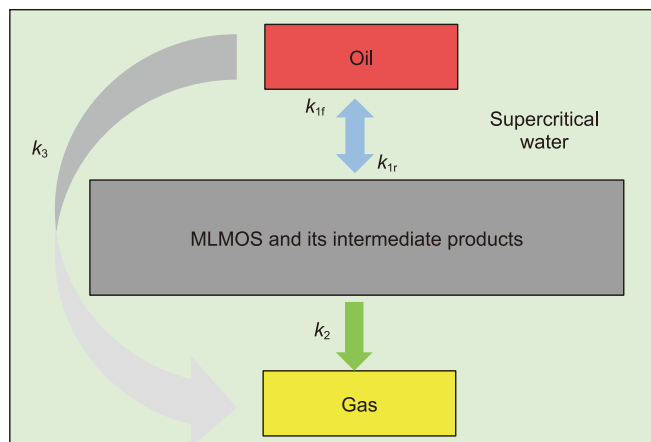 Oil
k1f
Supercritical
water
k3
k1r
MLMOS and its intermediate products
k2
Gas